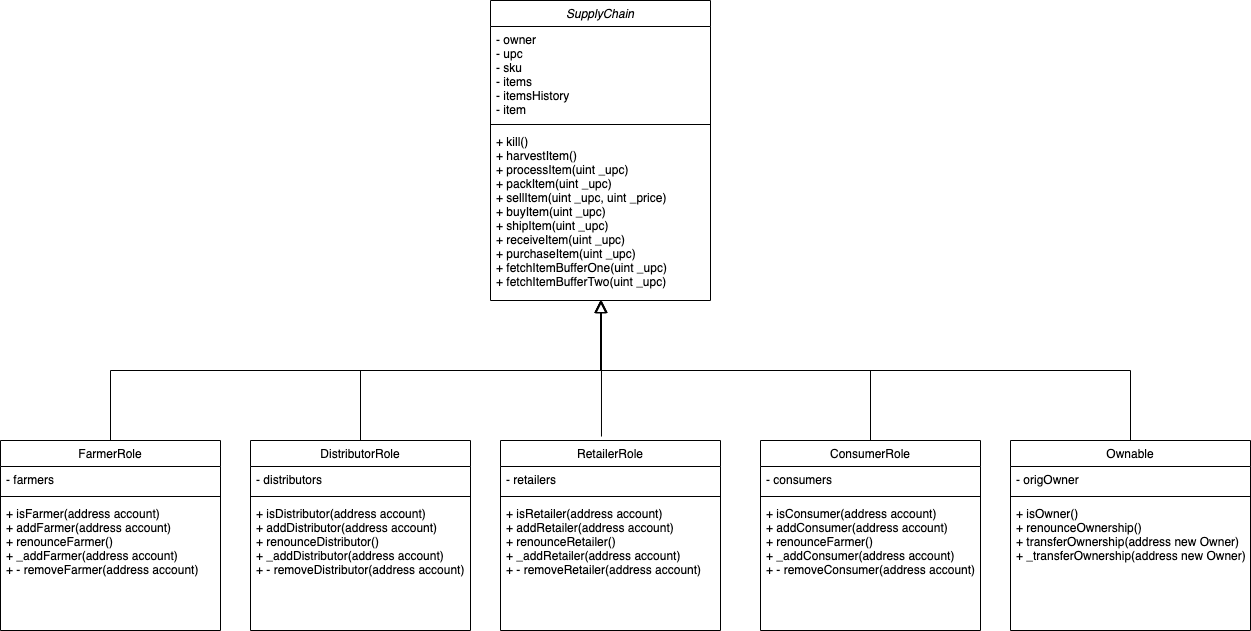 SupplyChain
- owner
- upc
- sku
- items
- itemsHistory
- item
+ kill()
+ harvestItem()
+ processItem(uint _upc)
+ packItem(uint _upc)
+ sellItem(uint _upc, uint _price)
+ buyItem(uint _upc)
+ shipItem(uint _upc)
+ receiveItem(uint _upc)
+ purchaseItem(uint _upc)
+ fetchItemBufferOne(uint _upc)
+ fetchItemBufferTwo(uint _upc)
FarmerRole
- farmers
+ isFarmer(address account)
+ addFarmer(address account)
+ renounceFarmer()
+ _addFarmer(address account)
+ - removeFarmer(address account)
DistributorRole
- distributors
+ isDistributor(address account)
+ addDistributor(address account)
+ renounceDistributor()
+ _addDistributor(address account)
+ - removeDistributor(address account)
RetailerRole
- retailers
+ isRetailer(address account)
+ addRetailer(address account)
+ renounceRetailer()
+ _addRetailer(address account)
+ - removeRetailer(address account)
ConsumerRole
- consumers
+ isConsumer(address account)
+ addConsumer(address account)
+ renounceFarmer()
+ _addConsumer(address account)
+ - removeConsumer(address account)
Ownable
- origOwner
+ isOwner()
+ renounceOwnership()
+ transferOwnership(address new Owner)
+ _transferOwnership(address new Owner)